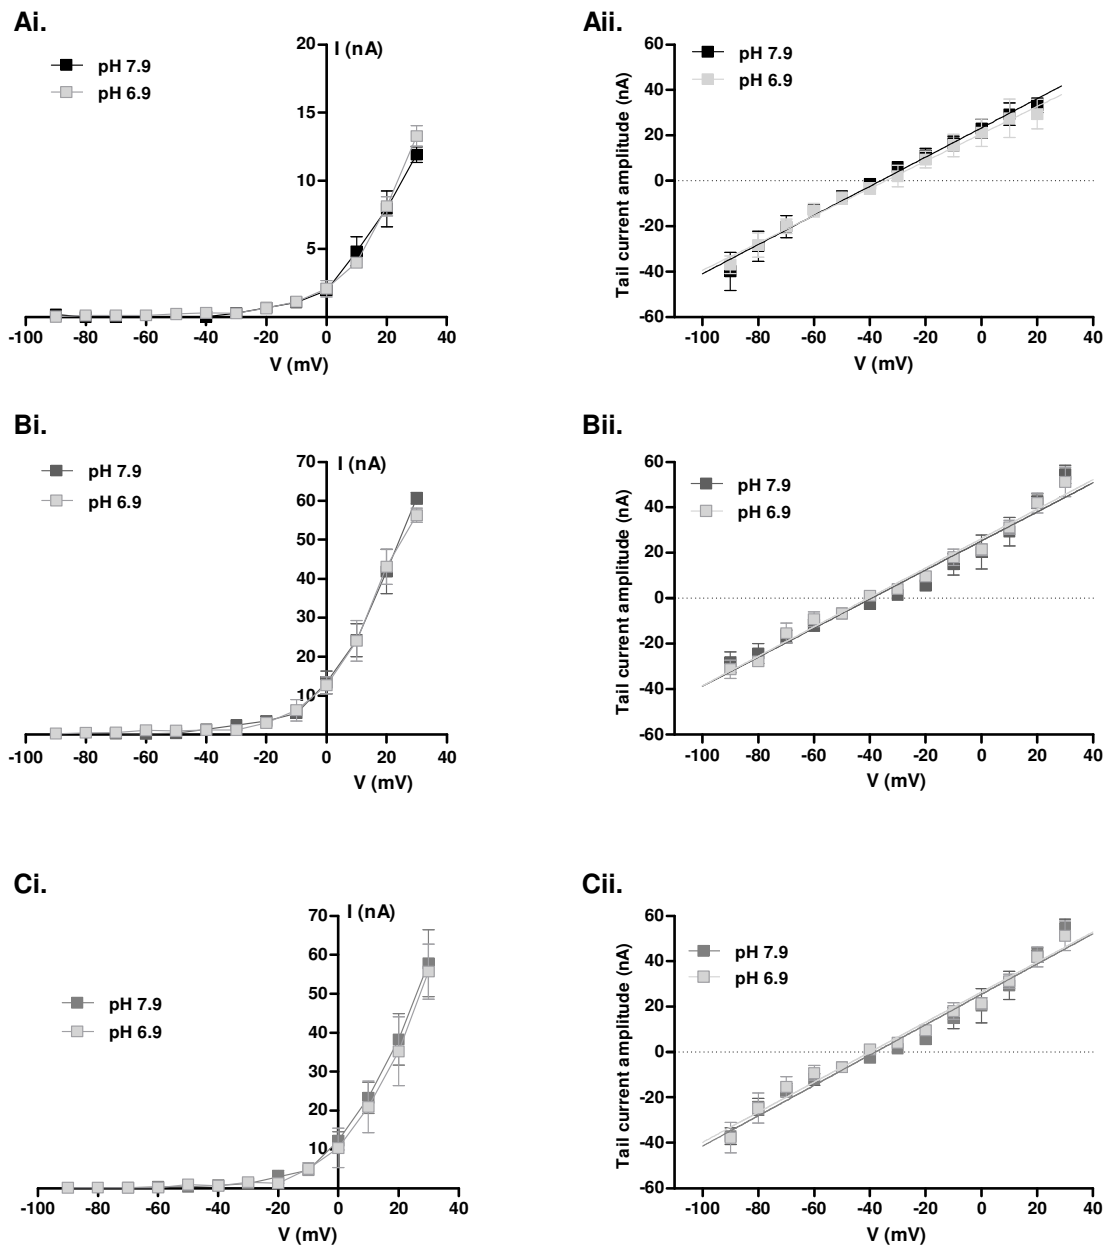 Ai.
I (nA)
pH 7.9
pH 6.9
20
15
10
5
-100 -80 -60 -40 -20 0 20 40
V (mV)
Aii.
pH 7.9
pH 6.9
Tail current amplitude (nA)
60
40
20
0
-20
-40
-60
-100 -80 -60 -40 -20 0 20 40
V (mV)
Bi.
I (nA)
pH 7.9
pH 6.9
70
60
50
40
30
20
10
-100 -80 -60 -40 -20 0 20 40
V (mV)
Bii.
pH 7.9
pH 6.9
Tail current amplitude (nA)
60
40
20
0
-20
-40
-60
-100 -80 -60 -40 -20 0 20 40
V (mV)
Ci.
I (nA)
pH 7.9
pH 6.9
70
60
50
40
30
20
10
-100 -80 -60 -40 -20 0 20 40
V (mV)
Cii.
pH 7.9
pH 6.9
Tail current amplitude (nA)
60
40
20
0
-20
-40
-60
-100 -80 -60 -40 -20 0 20 40
V (mV)